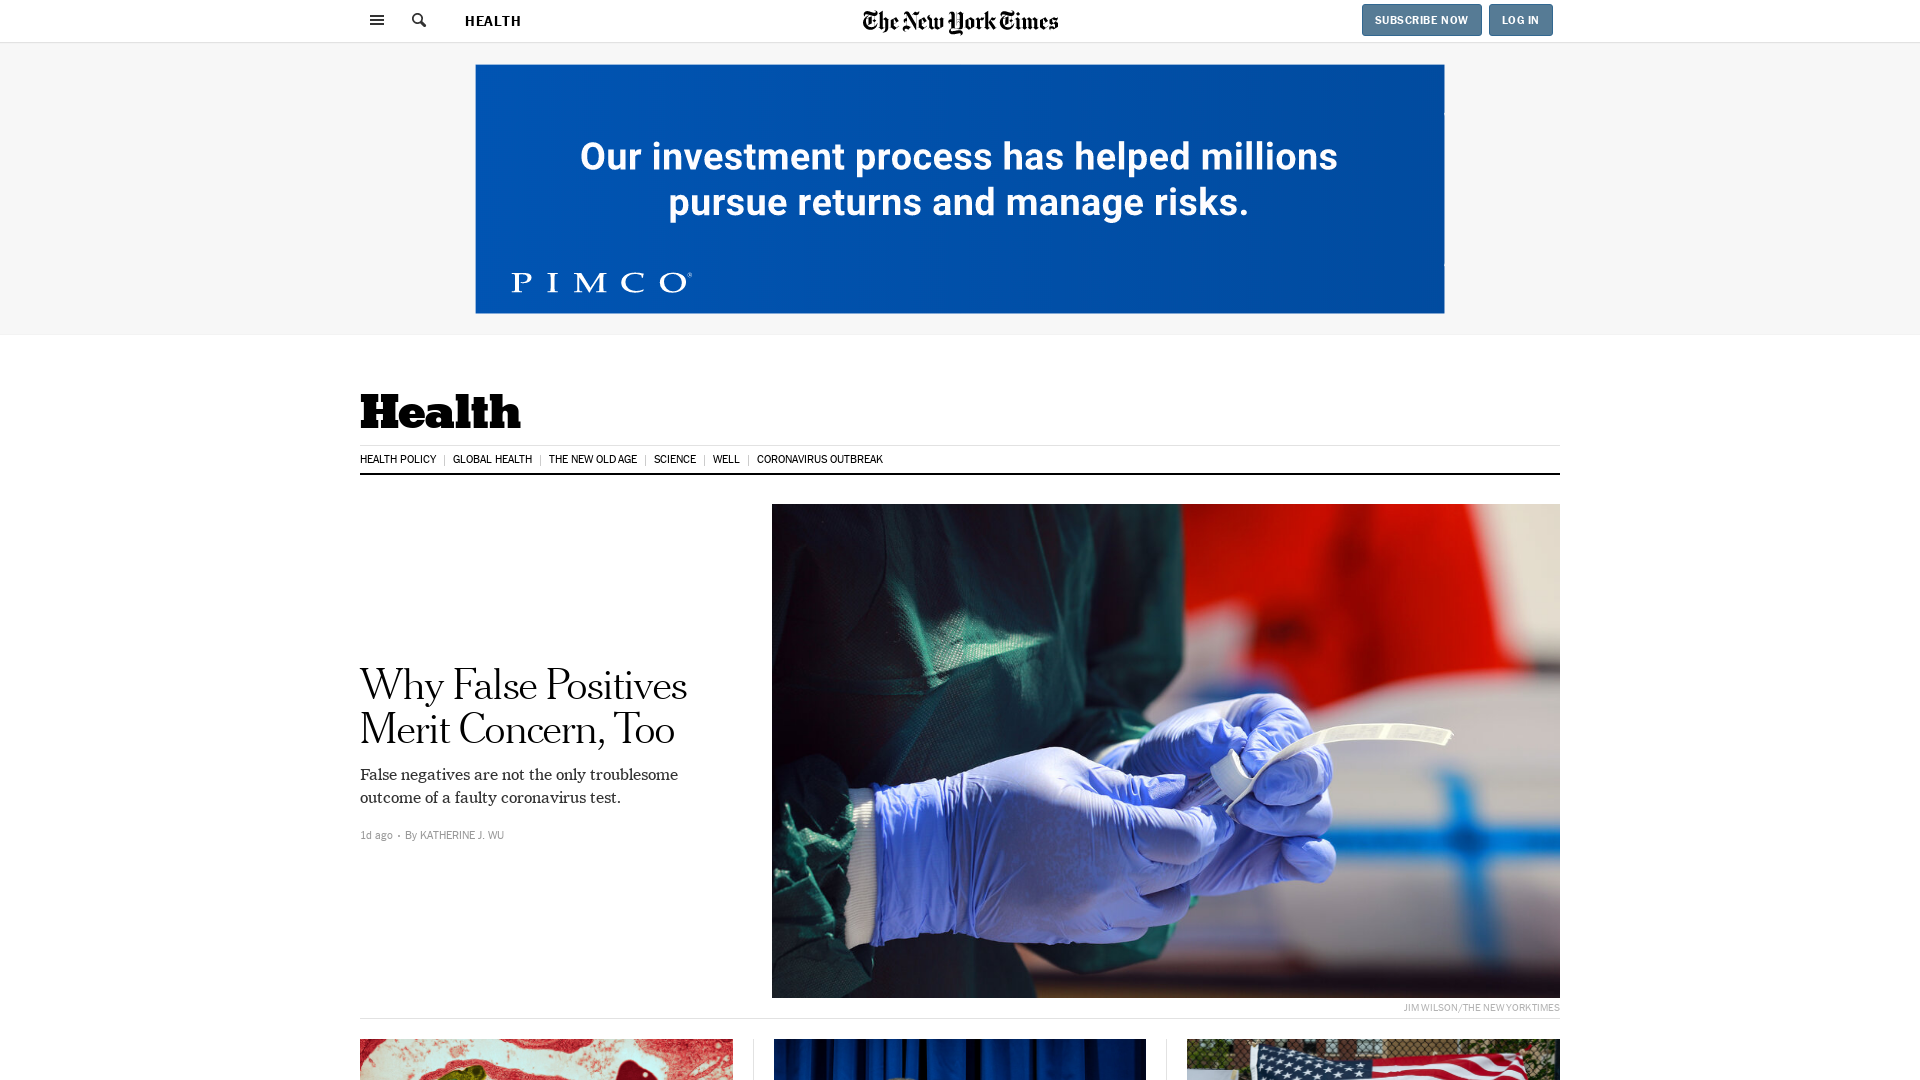 HEALTH
The New York Times
SUBSCRIBE NOW
LOG IN
Our investment process has helped millions
pursue returns and manage risks.
PIMCO®
Health
HEALTH POLICY
GLOBAL HEALTH
THE NEW OLD AGE
SCIENCE
WELL
CORONAVIRUS OUTBREAK
Why False Positives
Merit Concern, Too
False negatives are not the only troublesome
outcome of a faulty coronavirus test.
1d ago • By KATHERINE J. WU
JIM WILSON/THE NEW YORK TIMES